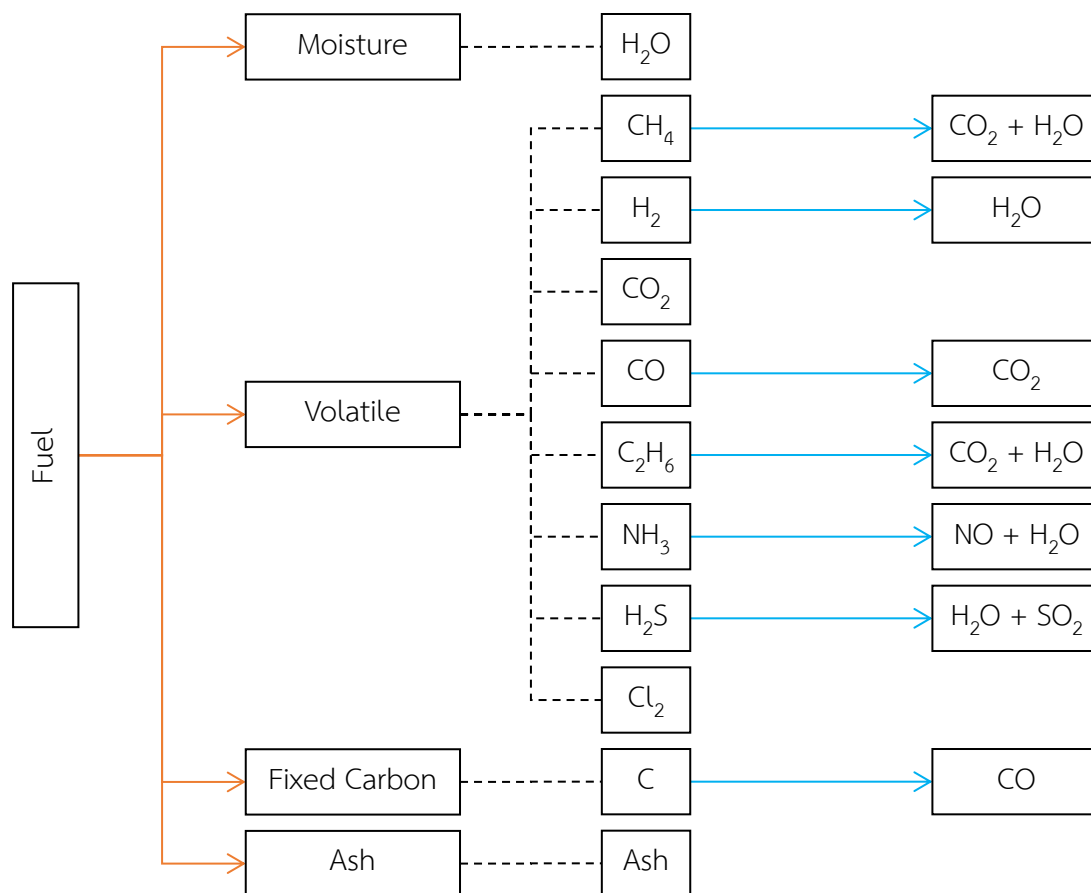 Moisture
H₂O
CH₄
CO₂ + H₂O
H₂
H₂O
CO₂
CO
CO₂
Fuel
Volatile
C₂H₆
CO₂ + H₂O
NH₃
NO + H₂O
H₂S
H₂O + SO₂
Cl₂
Fixed Carbon
C
CO
Ash
Ash